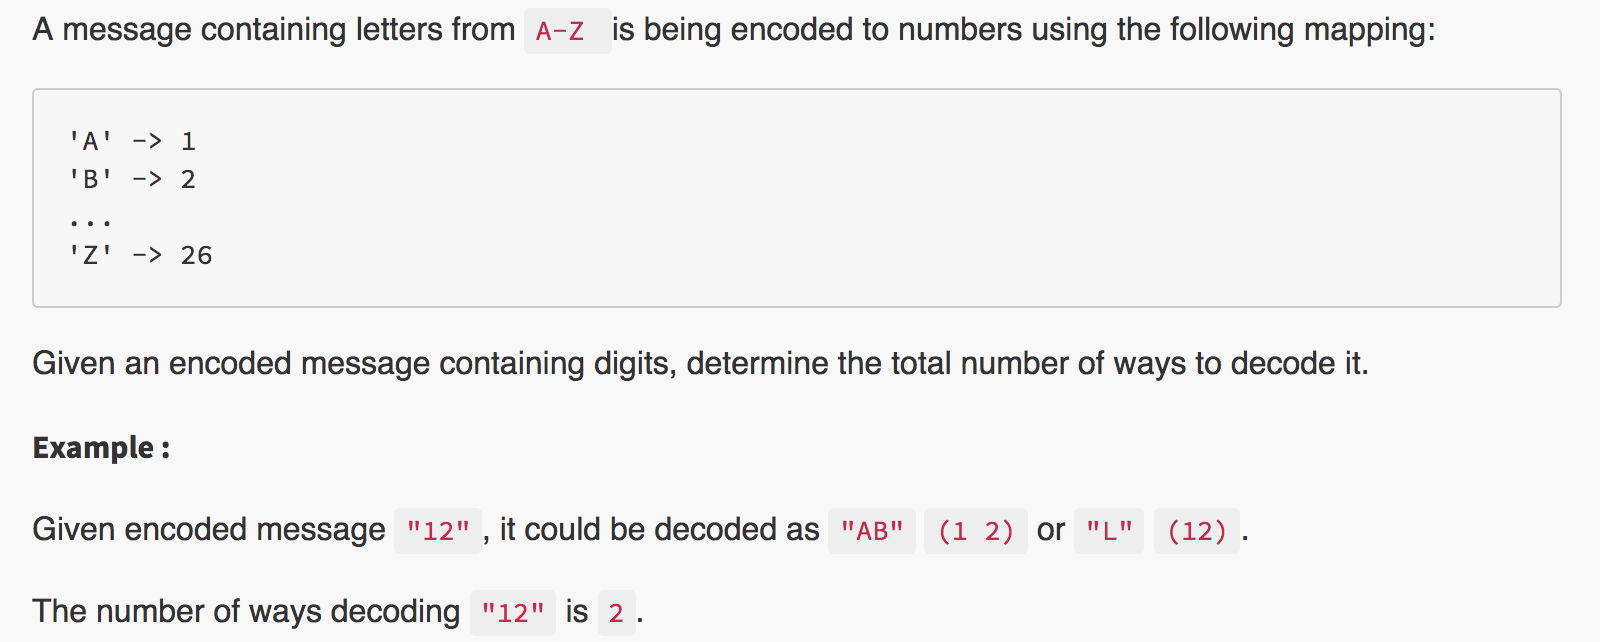 A message containing letters from A-Z is being encoded to numbers using the following mapping:
'A' -> 1
'B' -> 2
...
'Z' -> 26
Given an encoded message containing digits, determine the total number of ways to decode it.
Example :
Given encoded message "12", it could be decoded as "AB" (1 2) or "L" (12).
The number of ways decoding "12" is 2.